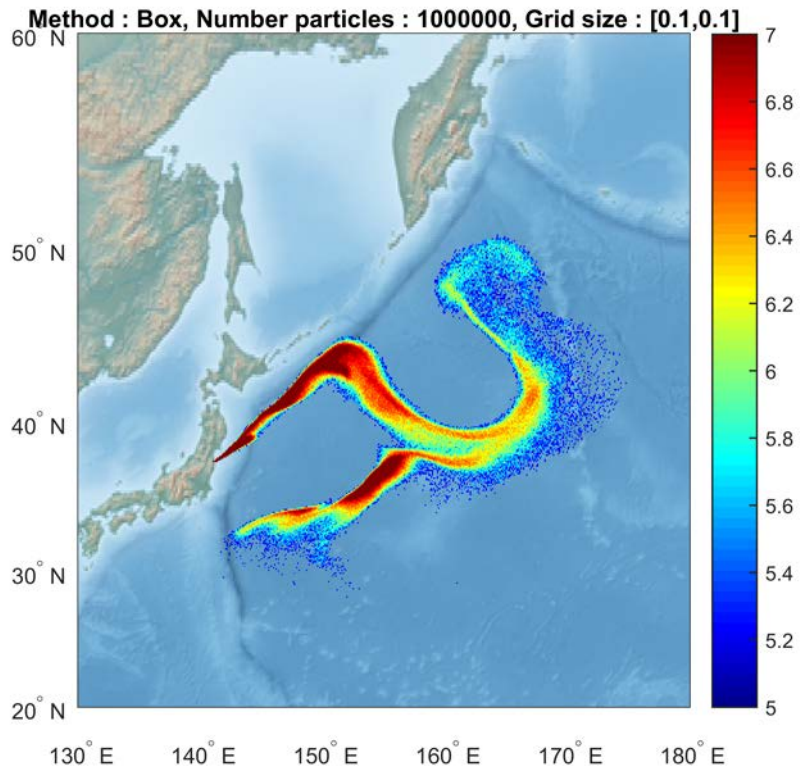 Method : Box, Number particles : 1000000, Grid size : [0.1,0.1]
60° N
50° N
40° N
30° N
20° N
130° E
140° E
150° E
160° E
170° E
180° E
7
6.8
6.6
6.4
6.2
6
5.8
5.6
5.4
5.2
5